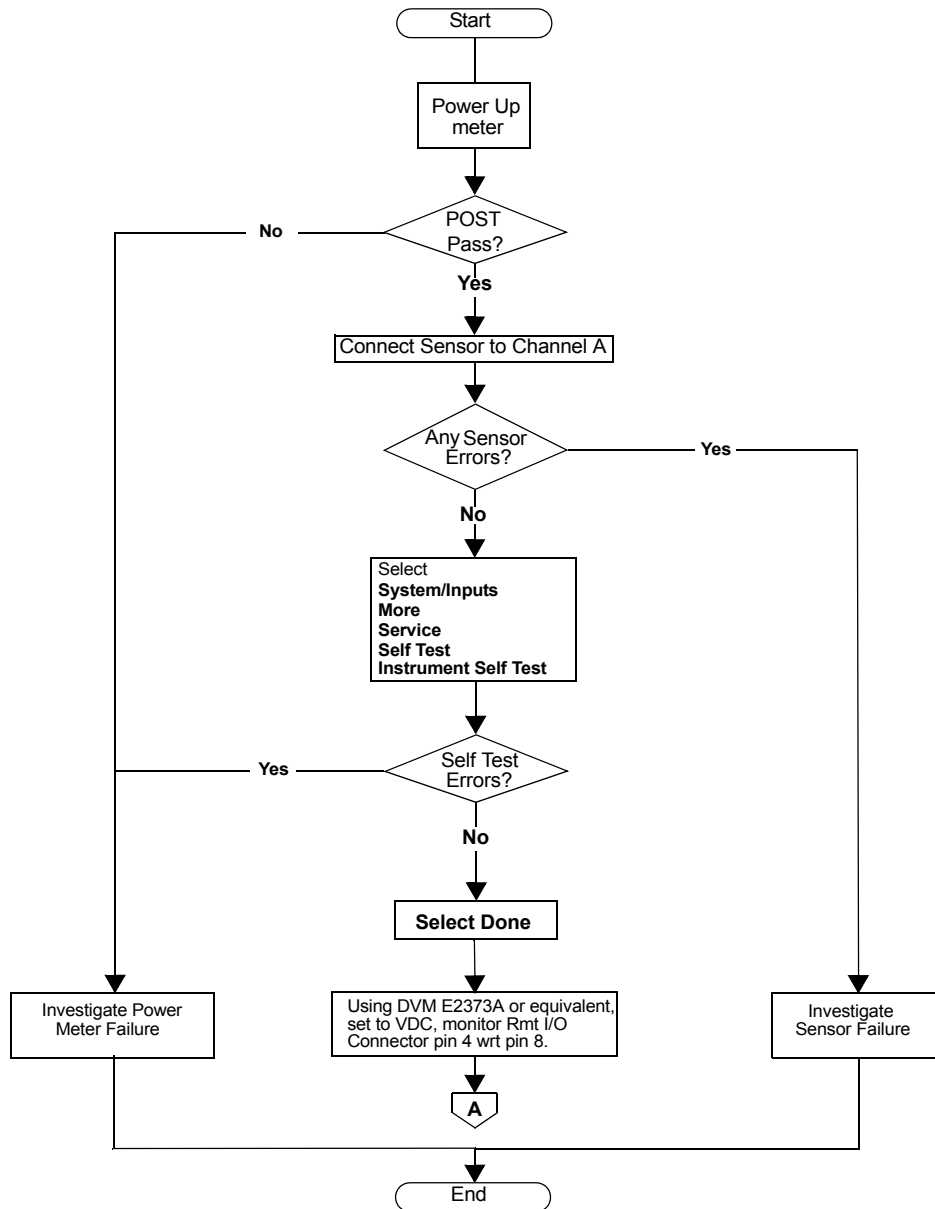 Start
Power Up
meter
POST
Pass?
No
Yes
Connect Sensor to Channel A
Any Sensor
Errors?
Yes
No
Select
System/Inputs
More
Service
Self Test
Instrument Self Test
Self Test
Errors?
Yes
No
Select Done
Investigate Power
Meter Failure
Using DVM E2373A or equivalent,
set to VDC, monitor Rmt I/O
Connector pin 4 wrt pin 8.
Investigate
Sensor Failure
A
End